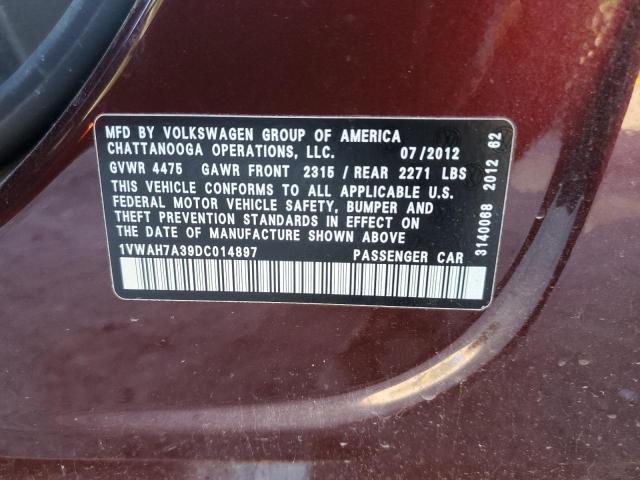 MFD BY VOLKSWAGEN GROUP OF AMERICA
CHATTANOOGA OPERATIONS, LLC. 07/2012
GVWR 4475 GAWR FRONT 2315 / REAR 2271 LBS
THIS VEHICLE CONFORMS TO ALL APPLICABLE U.S.
FEDERAL MOTOR VEHICLE SAFETY, BUMPER AND
THEFT PREVENTION STANDARDS IN EFFECT ON
THE DATE OF MANUFACTURE SHOWN ABOVE
1VWAH7A39DC014897 PASSENGER CAR
3140068 2012 62